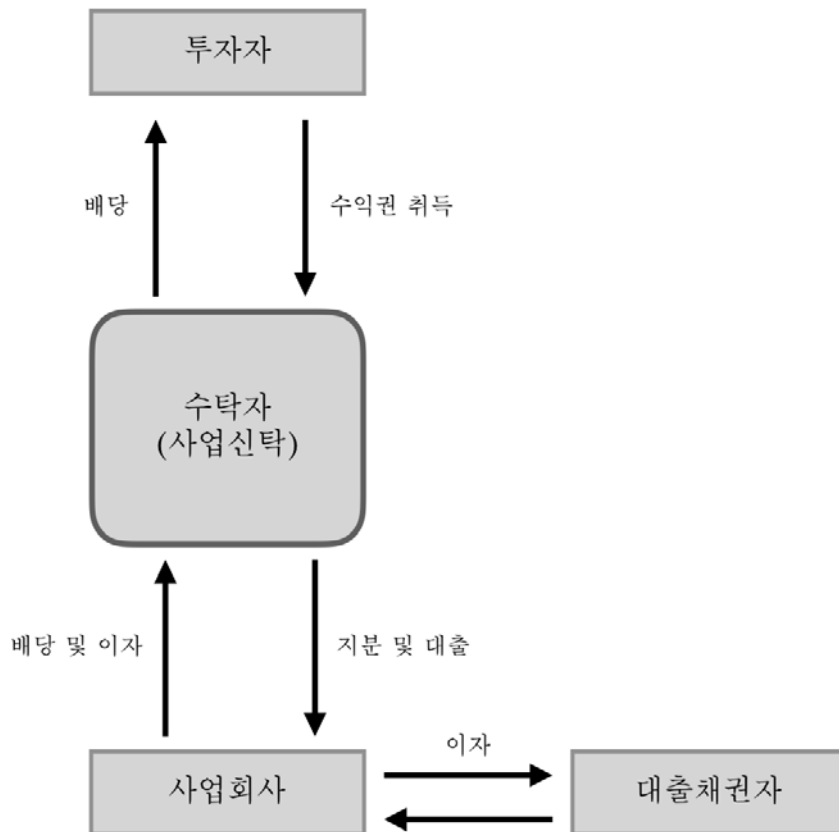 투자자
배당
수익권 취득
수탁자
(사업신탁)
배당 및 이자
지분 및 대출
이자
사업회사
대출채권자